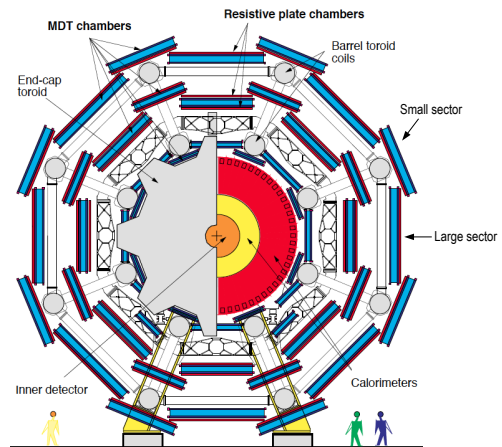 Resistive plate chambers
MDT chambers
Barrel toroid
coils
End-cap
toroid
Small sector
Large sector
Inner detector
Calorimeters